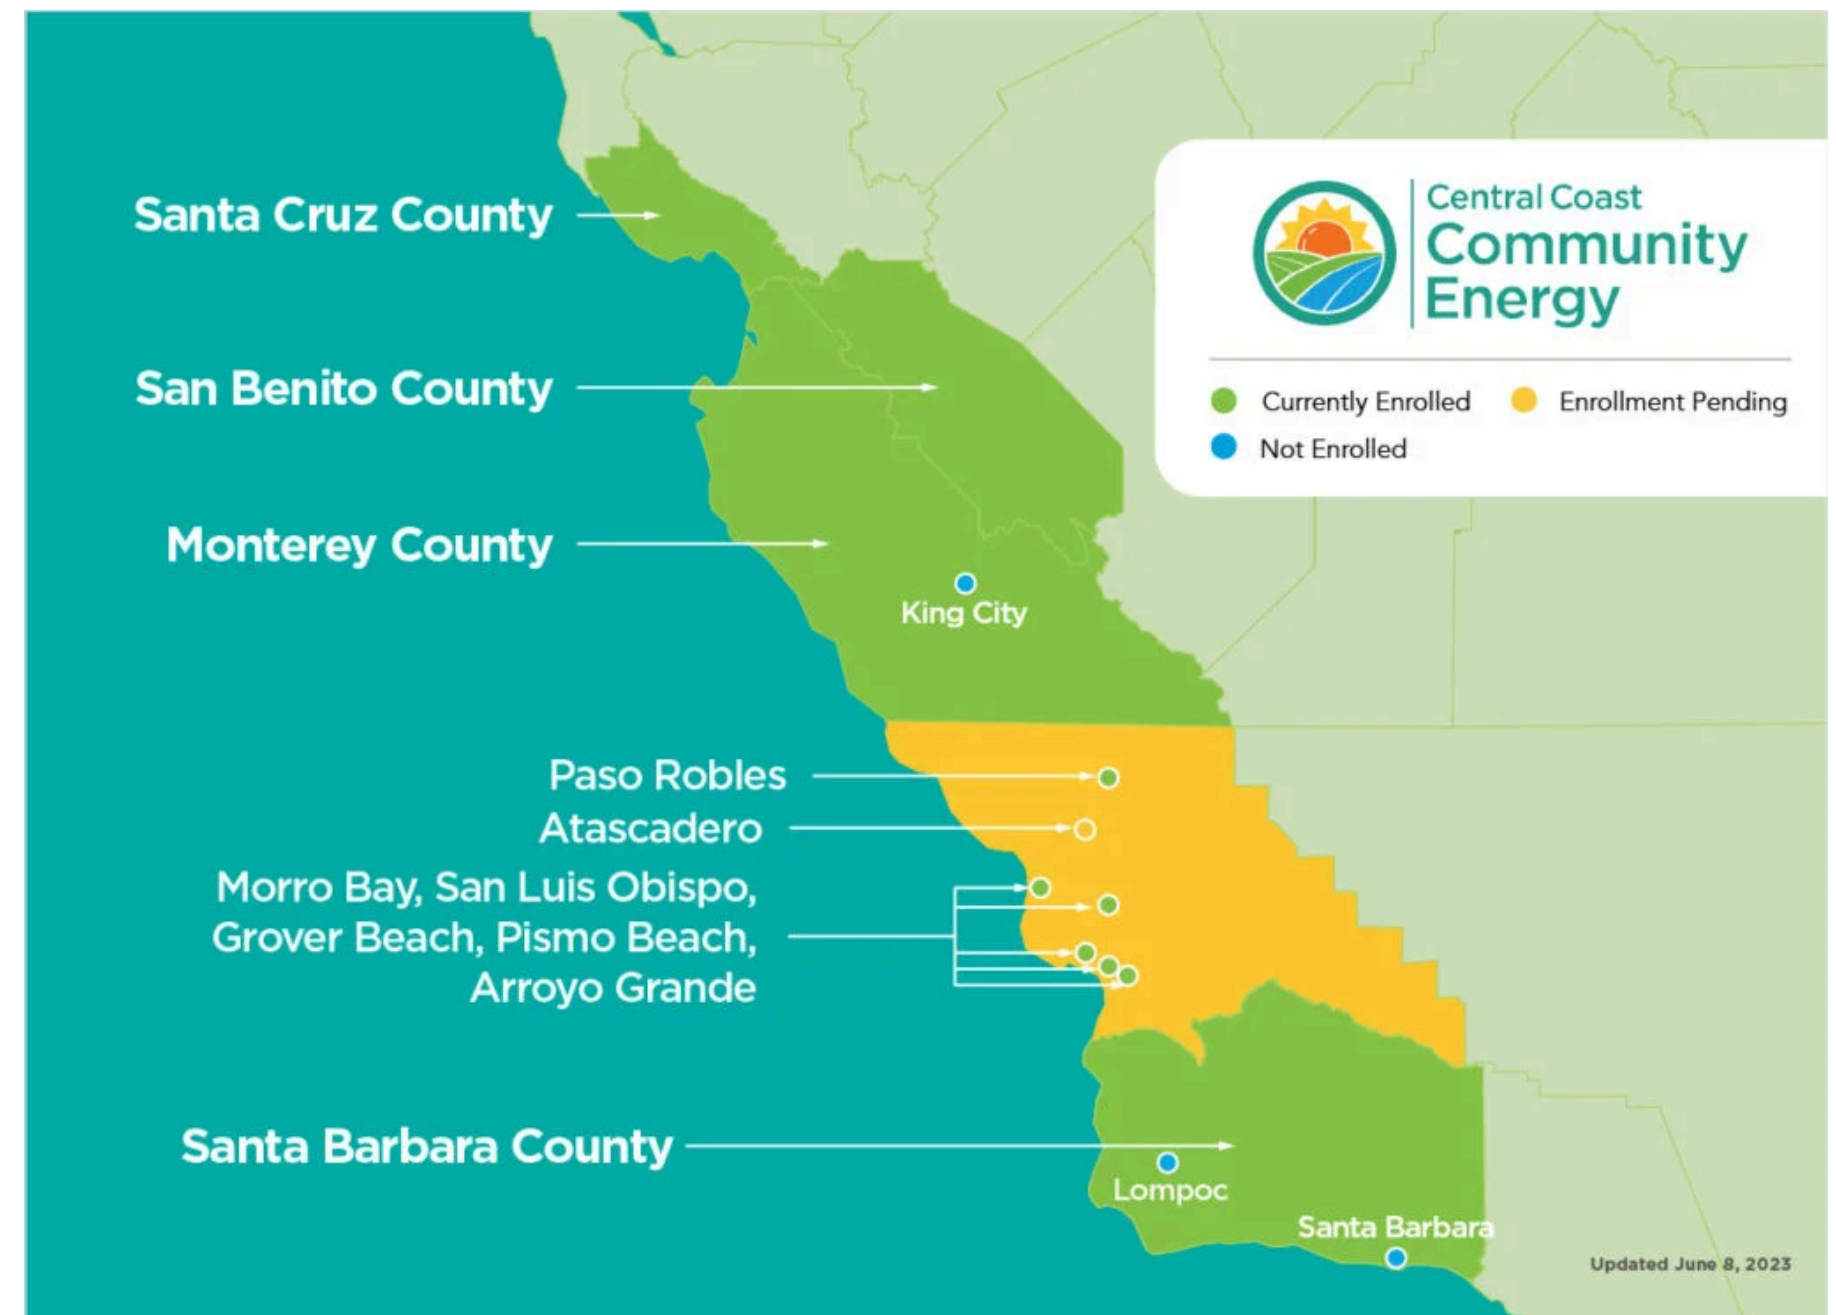 Santa Cruz County
San Benito County
Monterey County
King City
Paso Robles
Atascadero
Morro Bay, San Luis Obispo,
Grover Beach, Pismo Beach,
Arroyo Grande
Santa Barbara County
Lompoc
Santa Barbara
Central Coast
Community
Energy
Currently Enrolled
Enrollment Pending
Not Enrolled
Updated June 8, 2023